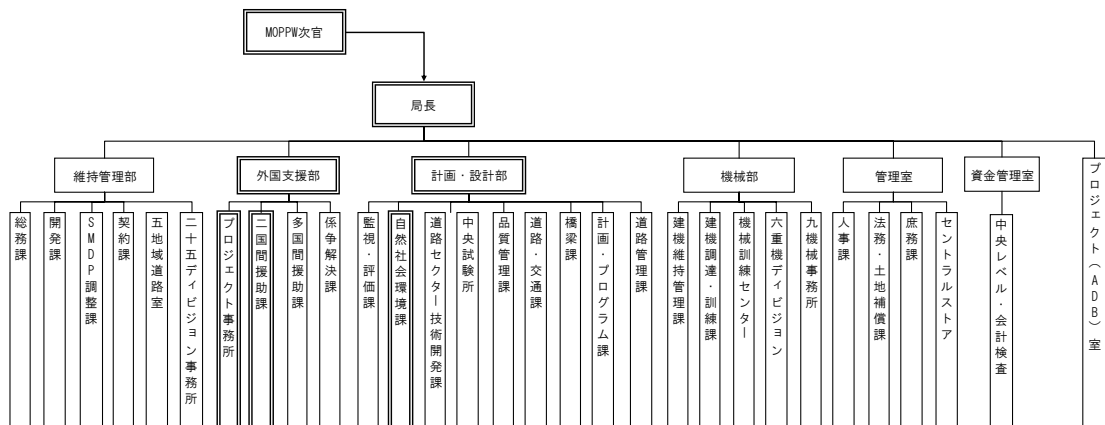 MOPPW次官
局長
維持管理部
外国支援部
計画・設計部
機械部
管理室
資金管理室
プロジェクト(ADB)室
総務課
開発課
SMDP調整課
契約課
五地域道路室
二十五ディビジョン事務所
プロジェクト事務所
二国間援助課
多国間援助課
係争解決課
監視・評価課
自然社会環境課
道路セクター技術開発課
中央試験所
品質管理課
道路・交通課
橋梁課
計画・プログラム課
道路管理課
建機維持管理課
建機調達・訓練課
機械訓練センター
六重機ディビジョン
九機械事務所
人事課
法務・土地補償課
庶務課
セントラルストア
中央レベル・会計検査